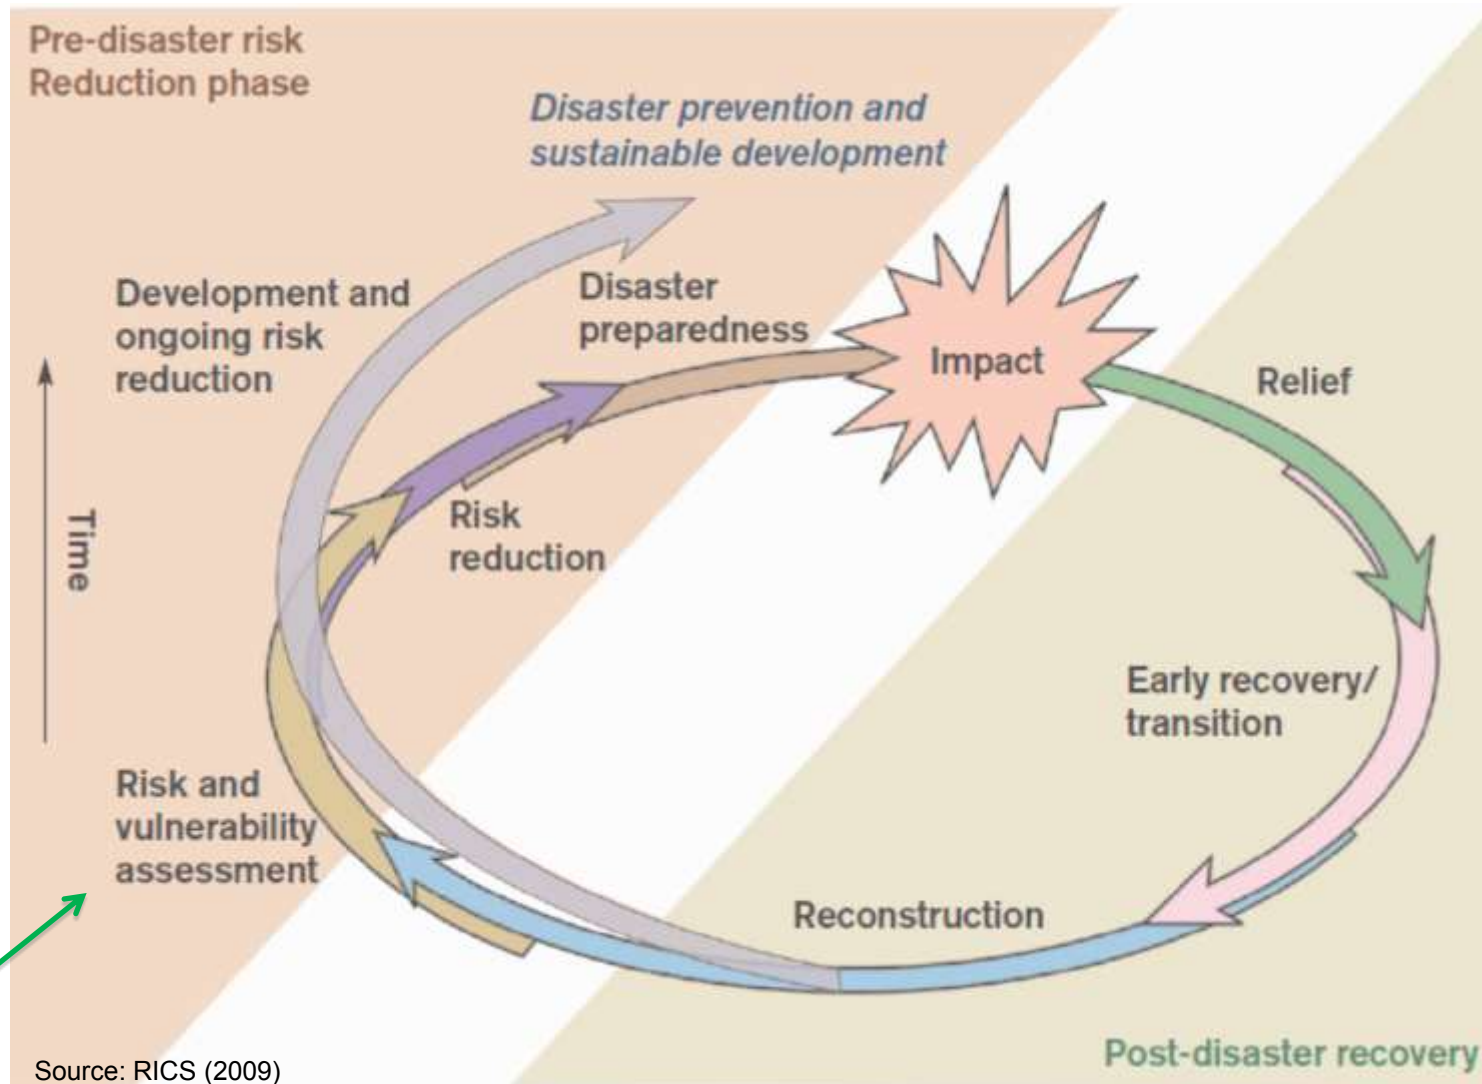 Pre-disaster risk
Reduction phase
Disaster prevention and
sustainable development
Development and
ongoing risk
reduction
Disaster
preparedness
Impact
Relief
Time
Risk
reduction
Early recovery/
transition
Risk and
vulnerability
assessment
Reconstruction
Post-disaster recovery
Source: RICS (2009)